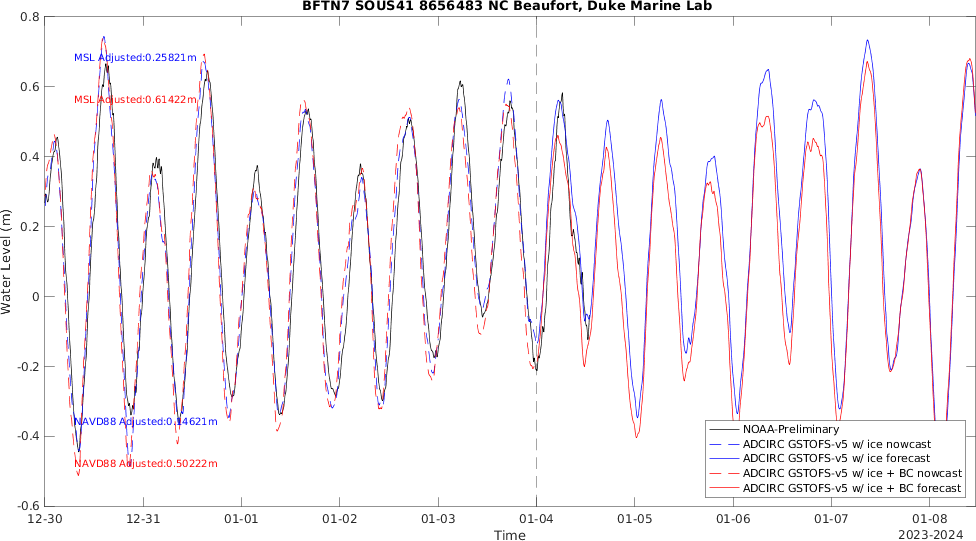 BFTN7 SOUS41 8656483 NC Beaufort, Duke Marine Lab
0.8
MSL Adjusted:0.25821m
0.6
MSL Adjusted:0.61422m
0.4
0.2
Water Level (m)
0
-0.2
NAVD88 Adjusted:0.14621m
-0.4
NAVD88 Adjusted:0.50222m
-0.6
NOAA-Preliminary
ADCIRC GSTOFS-v5 w/ ice nowcast
ADCIRC GSTOFS-v5 w/ ice forecast
ADCIRC GSTOFS-v5 w/ ice + BC nowcast
ADCIRC GSTOFS-v5 w/ ice + BC forecast
12-30 12-31 01-01 01-02 01-03 01-04 01-05 01-06 01-07 01-08
Time
2023-2024